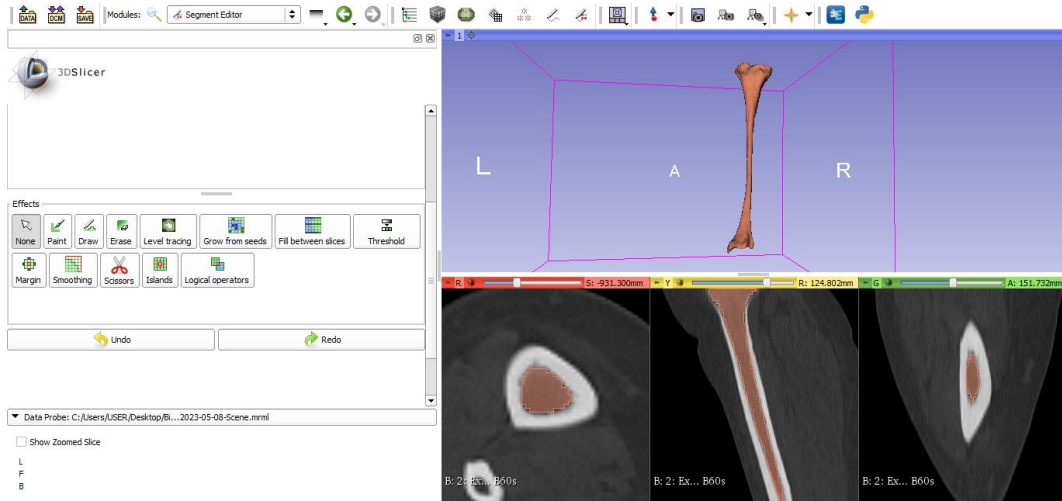 DATA DCM SAVE Modules: Segment Editor
1
3DSlicer
L A R
Effects
None Paint Draw Erase Level tracing Grow from seeds Fill between slices Threshold
Margin Smoothing Scissors Islands Logical operators
R S: -931.300mm Y R: 124.802mm G A: 151.732mm
Undo Redo
Data Probe: C:/Users/USER/Desktop/Bi...2023-05-08-Scene.mrml
Show Zoomed Slice
L
F
B
B: 2: Ex... B60s B: 2: Ex... B60s B: 2: Ex... B60s